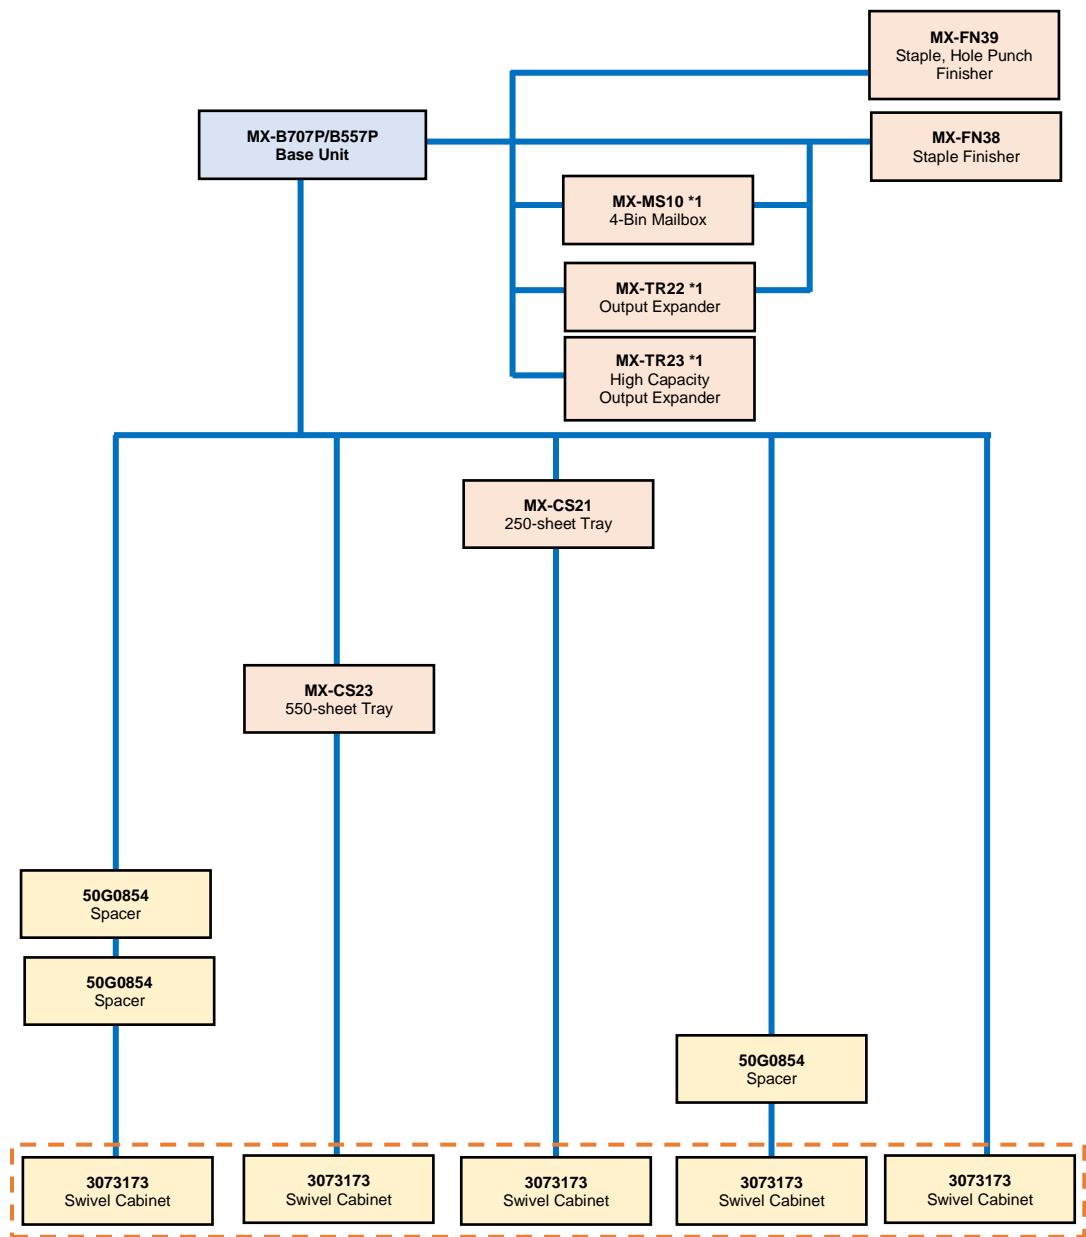 MX-FN39
Staple, Hole Punch
Finisher
MX-B707P/B557P
Base Unit
MX-FN38
Staple Finisher
MX-MS10 *1
4-Bin Mailbox
MX-TR22 *1
Output Expander
MX-TR23 *1
High Capacity
Output Expander
MX-CS21
250-sheet Tray
MX-CS23
550-sheet Tray
50G0854
Spacer
50G0854
Spacer
50G0854
Spacer
3073173
Swivel Cabinet
3073173
Swivel Cabinet
3073173
Swivel Cabinet
3073173
Swivel Cabinet
3073173
Swivel Cabinet